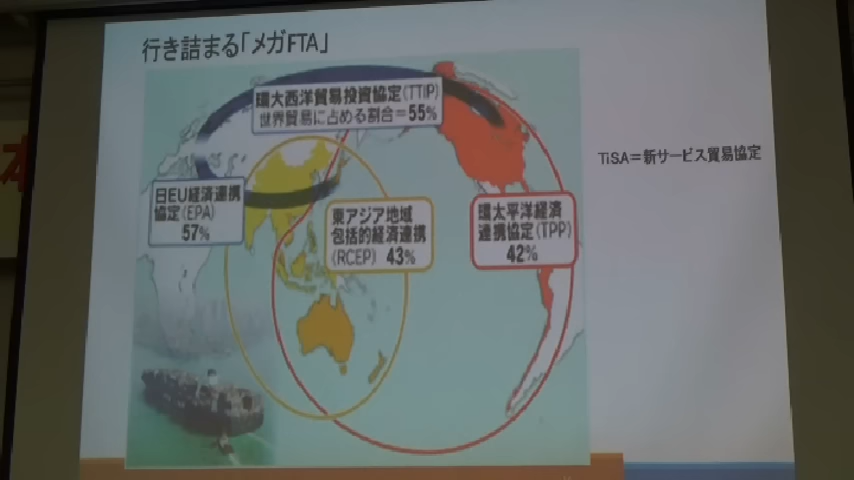 行き詰まる「メガFTA」
環大西洋貿易投資協定(TTIP)
世界貿易に占める割合=55%
TiSA=新サービス貿易協定
日EU経済連携
協定(EPA)
57%
東アジア地域
包括的経済連携
(RCEP) 43%
環太平洋経済
連携協定(TPP)
42%
本